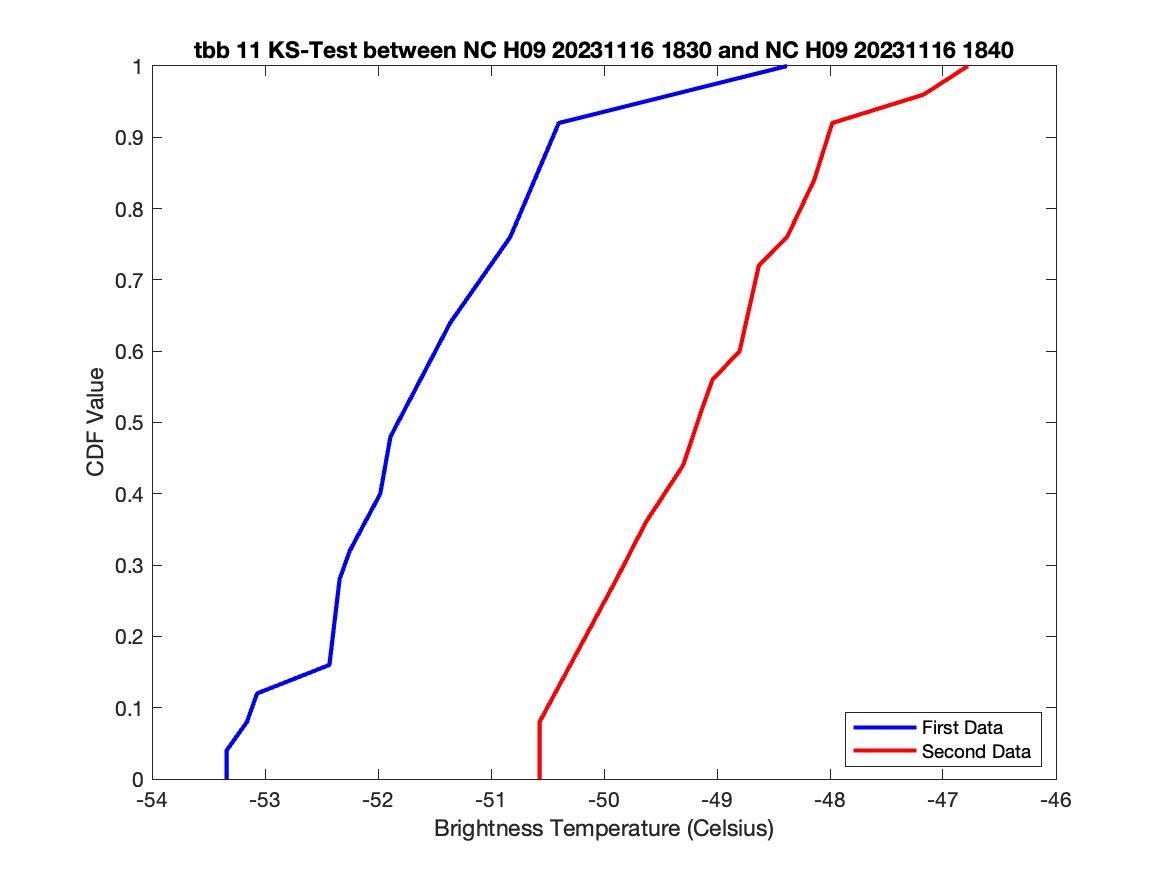 tbb 11 KS-Test between NC H09 20231116 1830 and NC H09 20231116 1840
1
0.9
0.8
0.7
0.6
0.5
0.4
0.3
0.2
0.1
0
CDF Value
First Data
Second Data
-54 -53 -52 -51 -50 -49 -48 -47 -46
Brightness Temperature (Celsius)